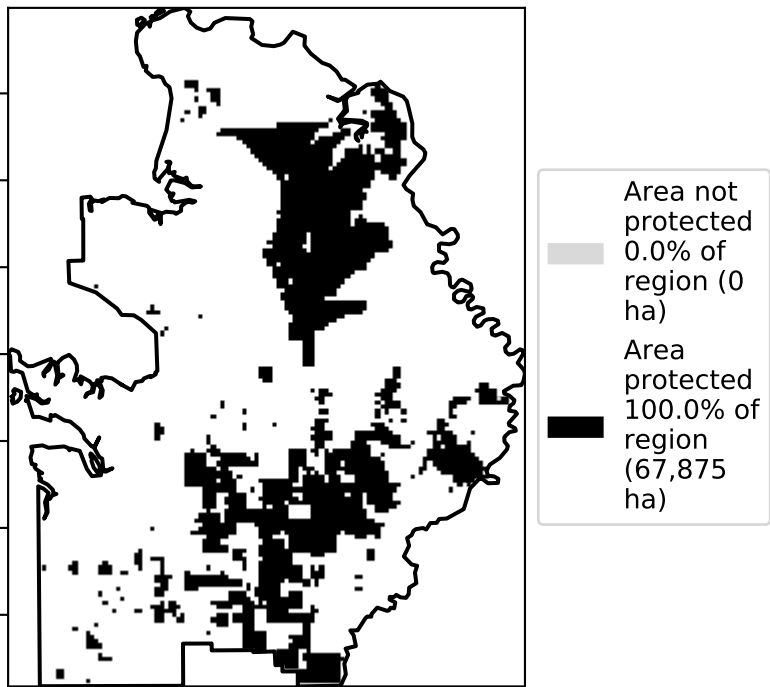 Area not
protected
0.0% of
region (0
ha)
Area
protected
100.0% of
region
(67,875
ha)